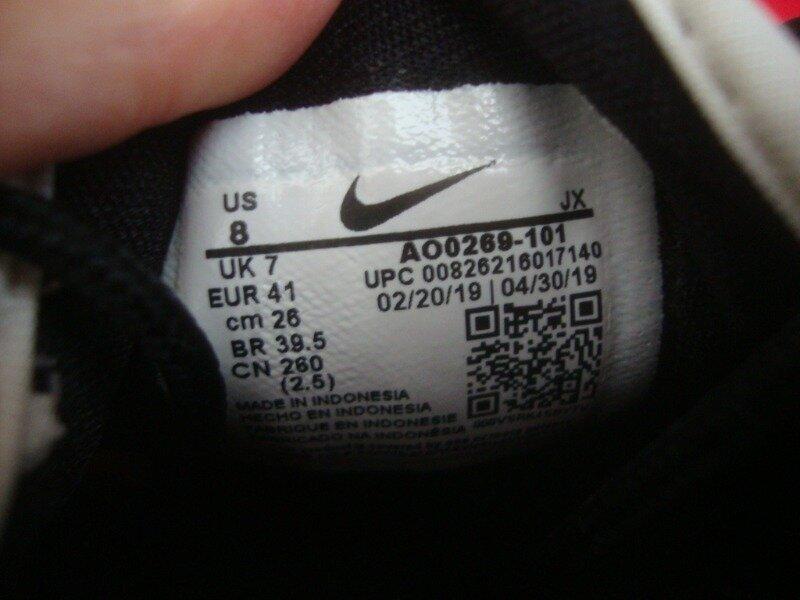 US
8
JX
UK 7
AO0269-101
EUR 41
UPC 00826216017140
cm 26
02/20/19 | 04/30/19
BR 39.5
CN 260
(2.5)
MADE IN INDONESIA
HECHO EN INDONESIA
FABRIQUE EN INDONESIE
FABRICADO NA INDONÉSIA